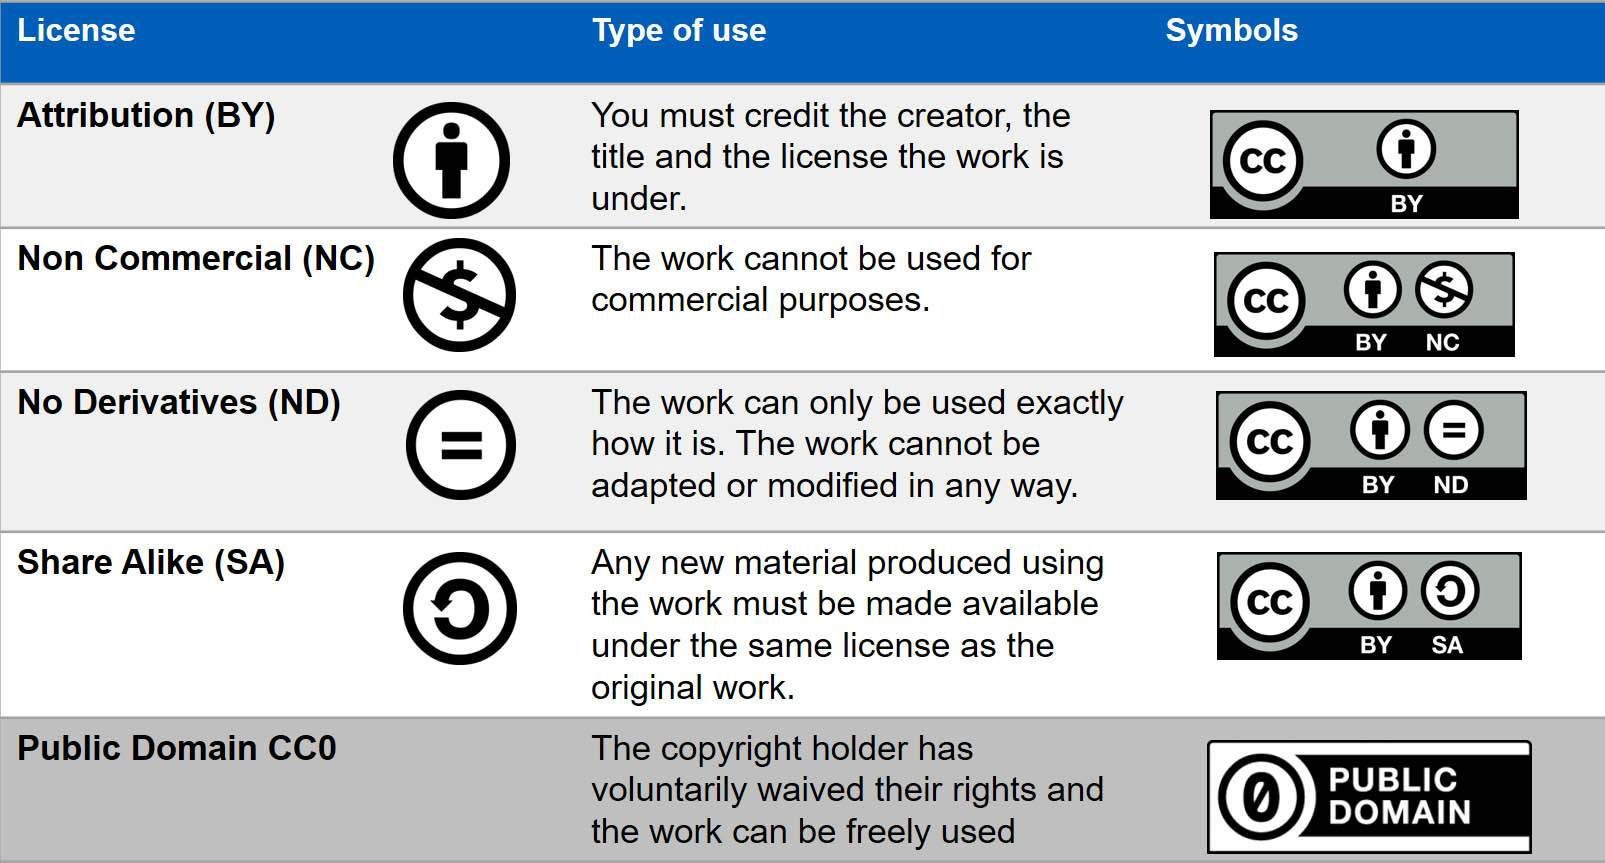 License Type of use Symbols
Attribution (BY)
You must credit the creator, the
title and the license the work is
under.
CC
BY
Non Commercial (NC)
$
The work cannot be used for
commercial purposes.
CC
$
BY NC
No Derivatives (ND)
=
The work can only be used exactly
how it is. The work cannot be
adapted or modified in any way.
CC
=
BY ND
Share Alike (SA)
Any new material produced using
the work must be made available
under the same license as the
original work.
CC
BY SA
Public Domain CC0
The copyright holder has
voluntarily waived their rights and
the work can be freely used
0
PUBLIC
DOMAIN